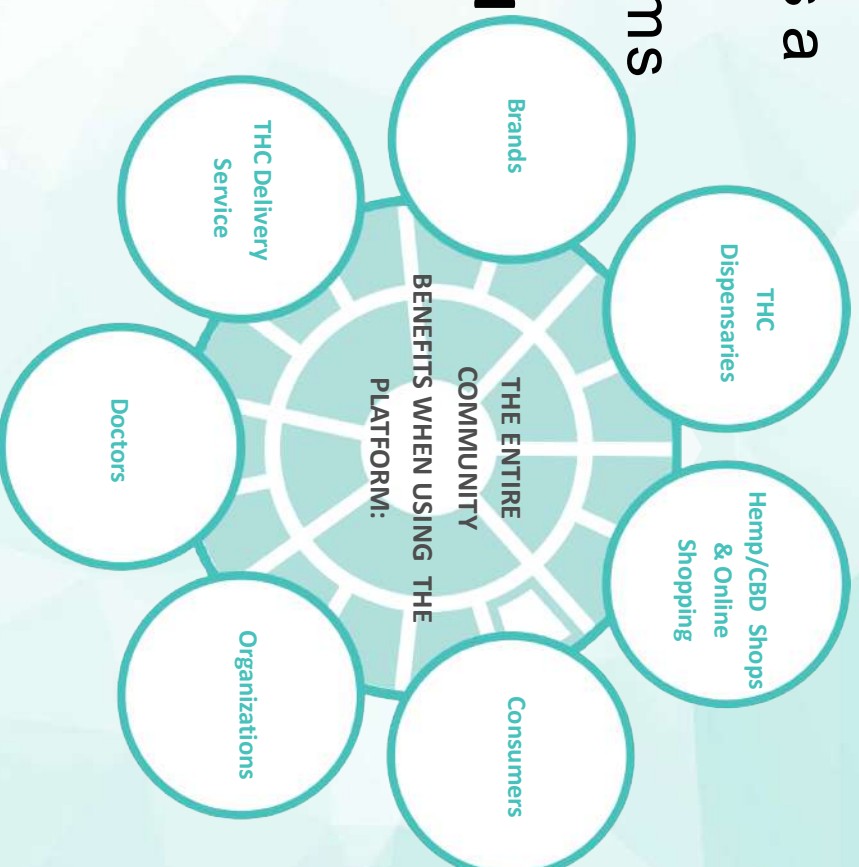 s a
ms
THC
Dispensaries
Hemp/CBD Shops
& Online
Shopping
Brands
THE ENTIRE
COMMUNITY
BENEFITS WHEN USING THE
PLATFORM:
Consumers
THC Delivery
Service
Organizations
Doctors